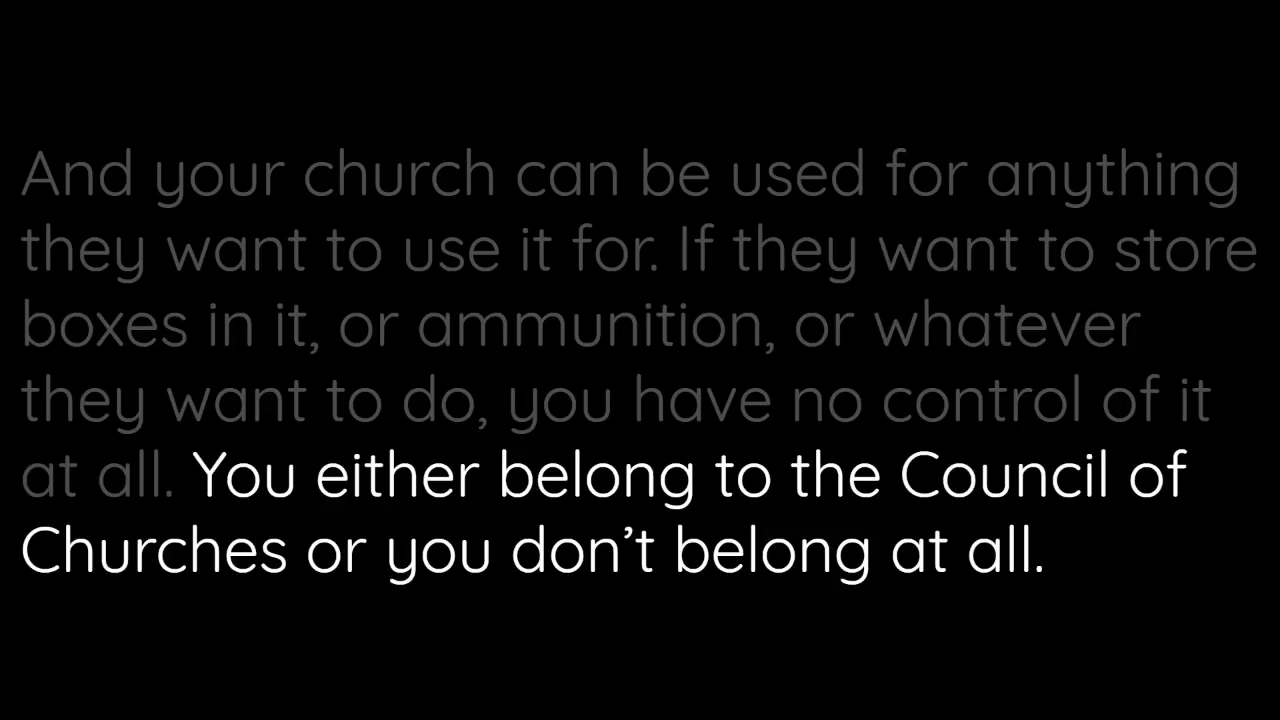 And your church can be used for anything
they want to use it for. If they want to store
boxes in it, or ammunition, or whatever
they want to do, you have no control of it
at all. You either belong to the Council of
Churches or you don’t belong at all.